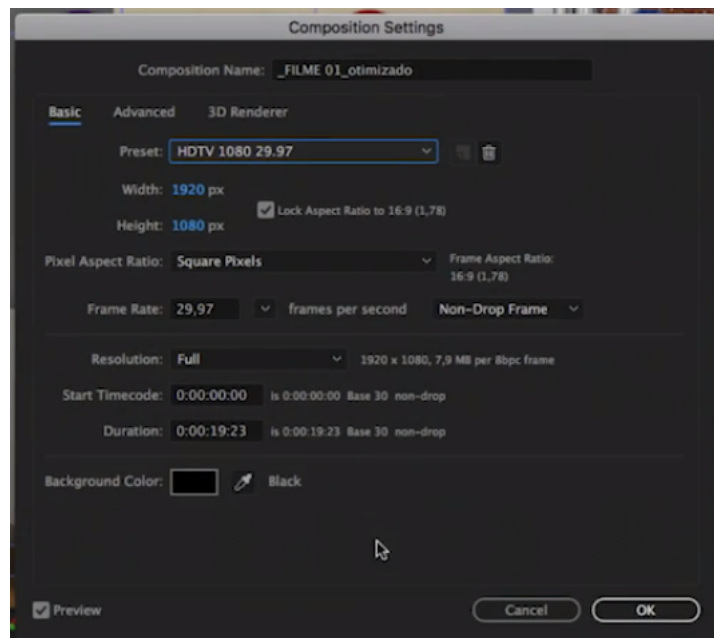 Composition Settings
Composition Name: _FILME 01_otimizado
Basic Advanced 3D Renderer
Preset: HDTV 1080 29.97
Width: 1920 px
Lock Aspect Ratio to 16:9 (1,78)
Height: 1080 px
Pixel Aspect Ratio: Square Pixels
Frame Aspect Ratio:
16:9 (1,78)
Frame Rate: 29,97 frames per second Non-Drop Frame
Resolution: Full 1920 x 1080, 7,9 MB per 8bpc frame
Start Timecode: 0:00:00:00 is 0:00:00:00 Base 30 non-drop
Duration: 0:00:19:23 is 0:00:19:23 Base 30 non-drop
Background Color: Black
Preview Cancel OK